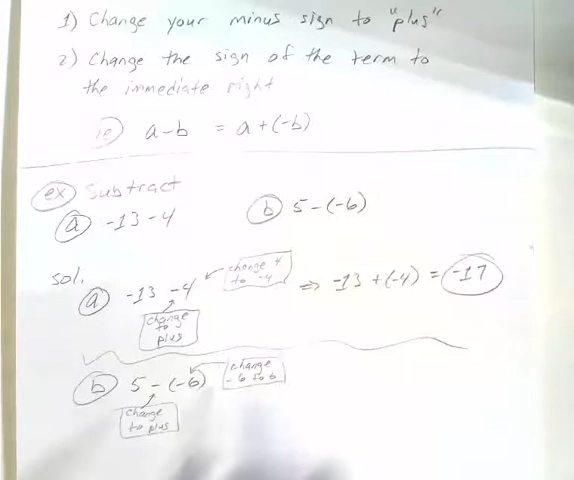 1) Change your minus sign to "plus"
2) Change the sign of the term to
the immediate right
ie) a-b = a+(-b)
ex Subtract
a -13-4
b 5-(-6)
sol.
a -13 -4
change 4
to -4
⇒ -13 +(-4) = -17
change
to
plus
b 5-(-6)
change
-6 to 6
change
to plus